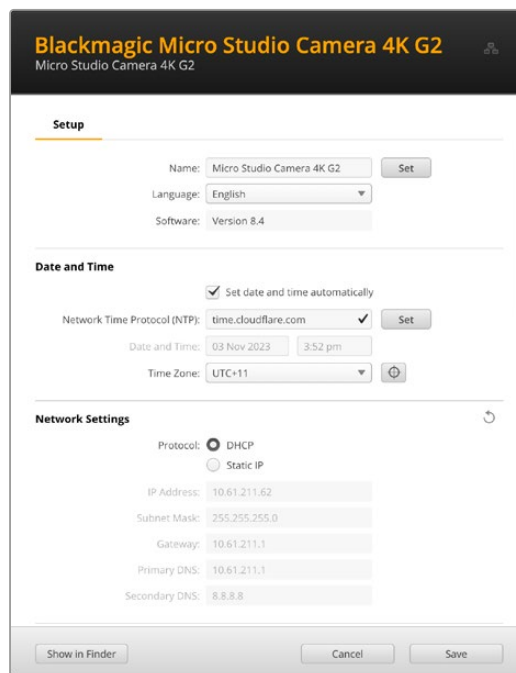 Blackmagic Micro Studio Camera 4K G2
Micro Studio Camera 4K G2
Setup
Name: Micro Studio Camera 4K G2 Set
Language: English
Software: Version 8.4
Date and Time
Set date and time automatically
Network Time Protocol (NTP): time.cloudflare.com Set
Date and Time: 03 Nov 2023 3:52 pm
Time Zone: UTC+11
Network Settings
Protocol: DHCP
Static IP
IP Address: 10.61.211.62
Subnet Mask: 255.255.255.0
Gateway: 10.61.211.1
Primary DNS: 10.61.211.1
Secondary DNS: 8.8.8.8
Show in Finder Cancel Save